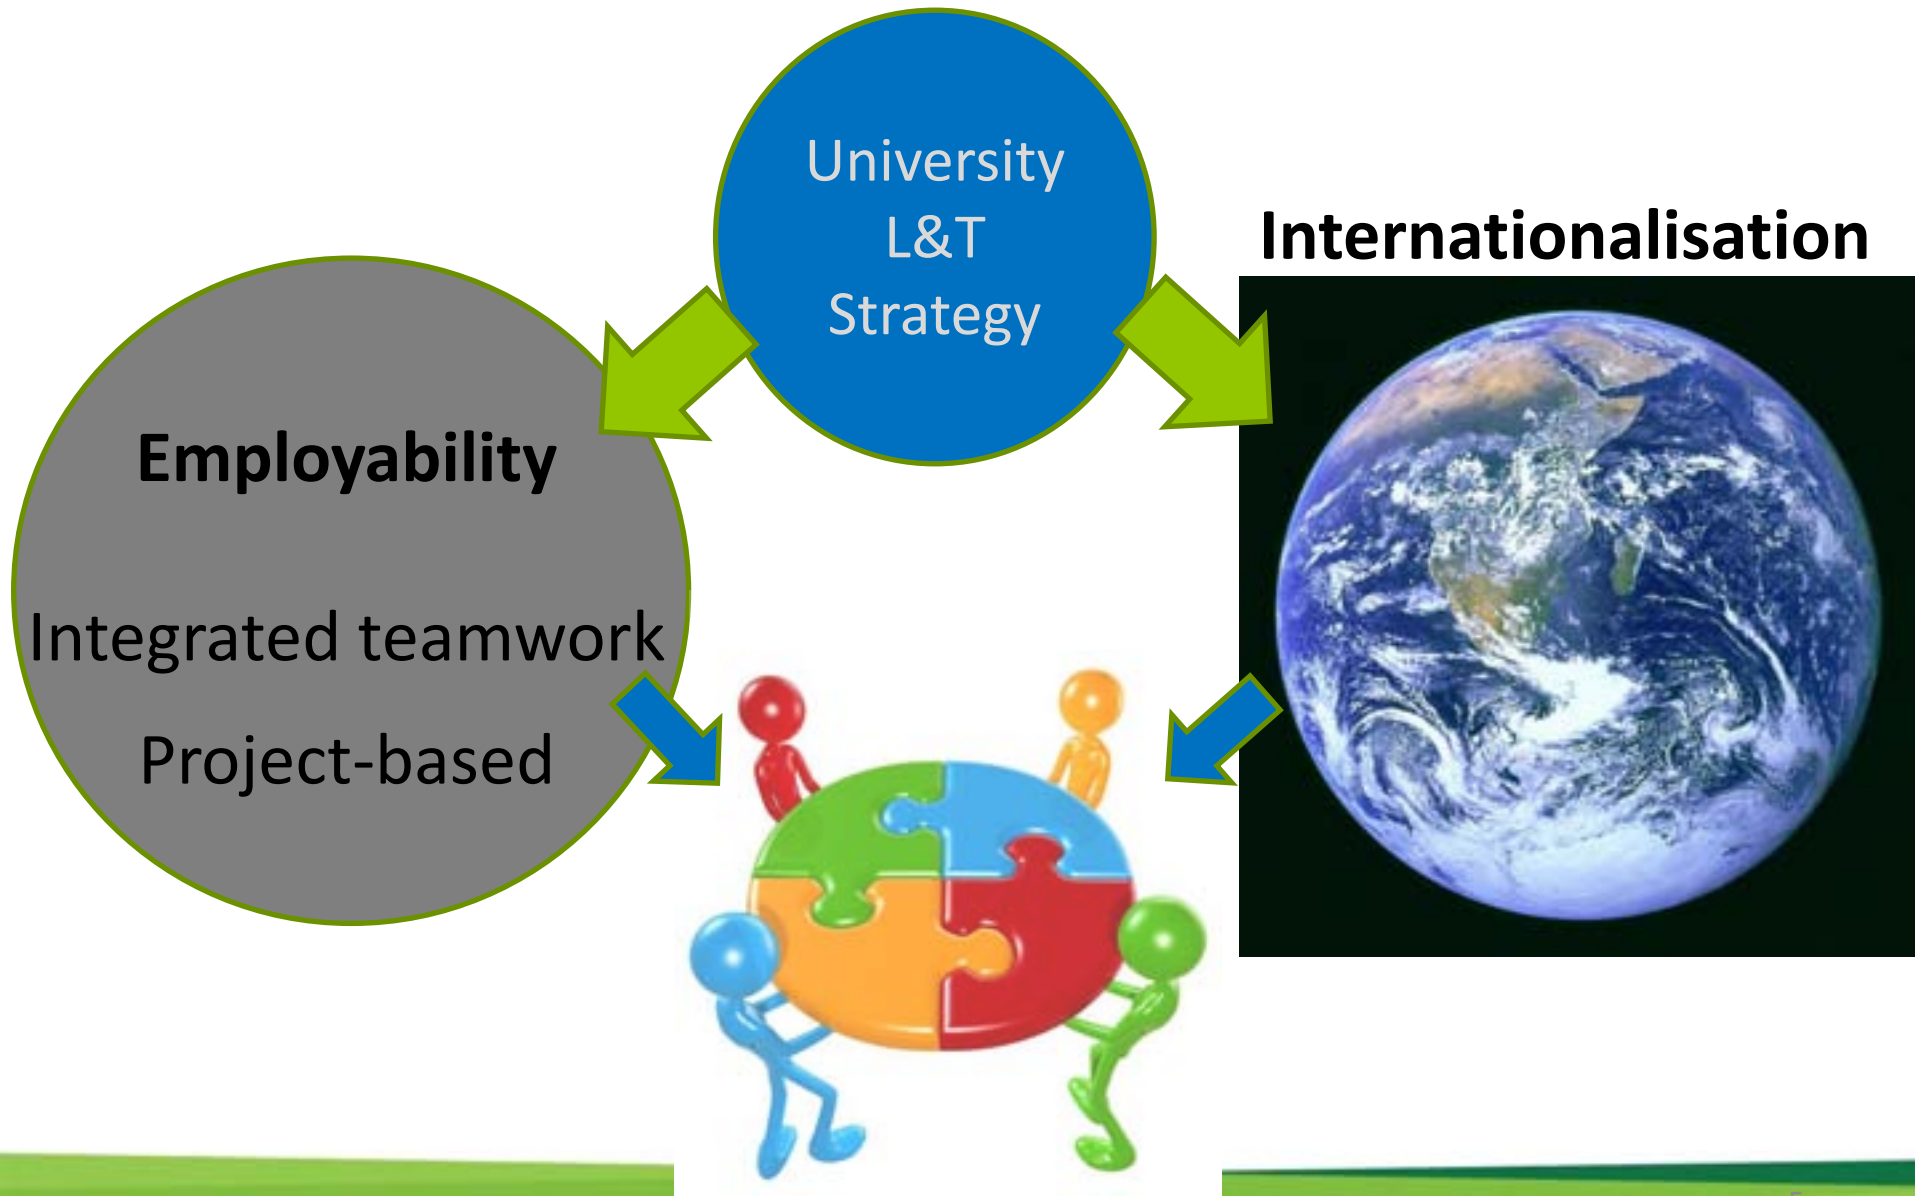 University
L&T
Strategy
Internationalisation
Employability
Integrated teamwork
Project-based